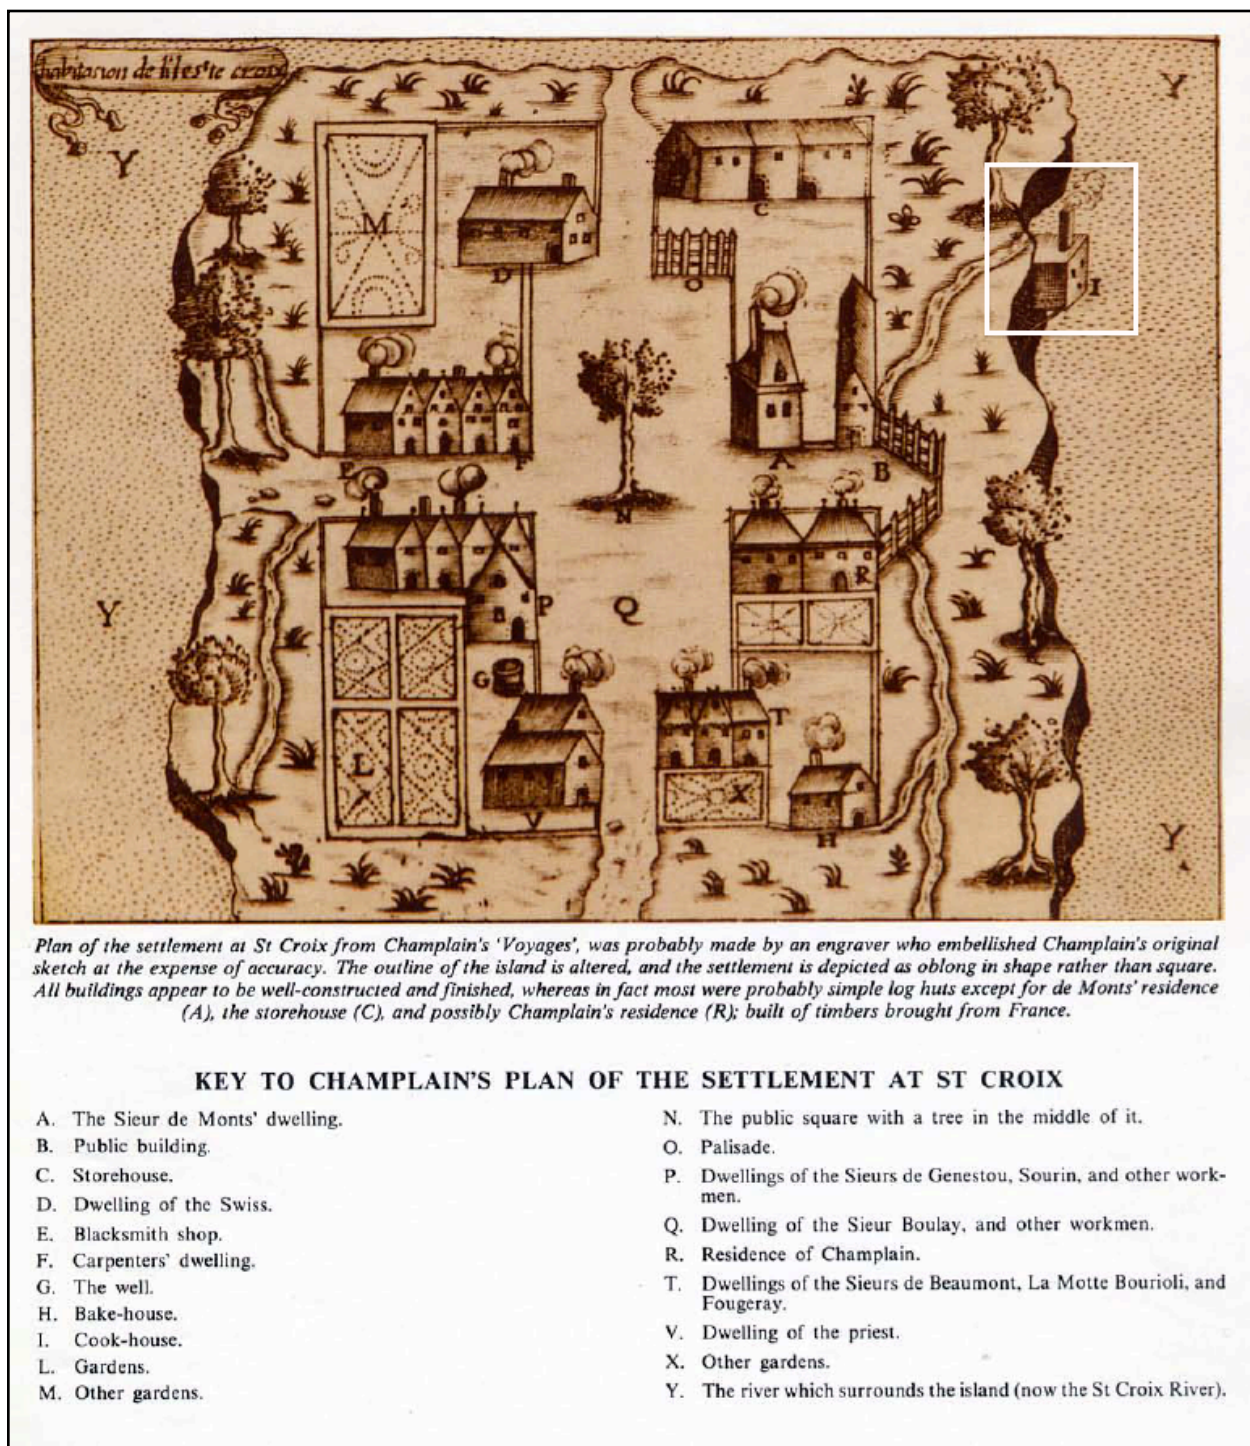 habitasion de lile ste croix
Y
Y
M
C
D
O
I
E
F
A
B
N
R
Y
P
Q
G
T
L
X
V
H
Y
Plan of the settlement at St Croix from Champlain's 'Voyages', was probably made by an engraver who embellished Champlain's original
sketch at the expense of accuracy. The outline of the island is altered, and the settlement is depicted as oblong in shape rather than square.
All buildings appear to be well-constructed and finished, whereas in fact most were probably simple log huts except for de Monts' residence
(A), the storehouse (C), and possibly Champlain's residence (R); built of timbers brought from France.
KEY TO CHAMPLAIN'S PLAN OF THE SETTLEMENT AT ST CROIX
A. The Sieur de Monts' dwelling.
B. Public building.
C. Storehouse.
D. Dwelling of the Swiss.
E. Blacksmith shop.
F. Carpenters' dwelling.
G. The well.
H. Bake-house.
I. Cook-house.
L. Gardens.
M. Other gardens.
N. The public square with a tree in the middle of it.
O. Palisade.
P. Dwellings of the Sieurs de Genestou, Sourin, and other work-
men.
Q. Dwelling of the Sieur Boulay, and other workmen.
R. Residence of Champlain.
T. Dwellings of the Sieurs de Beaumont, La Motte Bourioli, and
Fougeray.
V. Dwelling of the priest.
X. Other gardens.
Y. The river which surrounds the island (now the St Croix River).